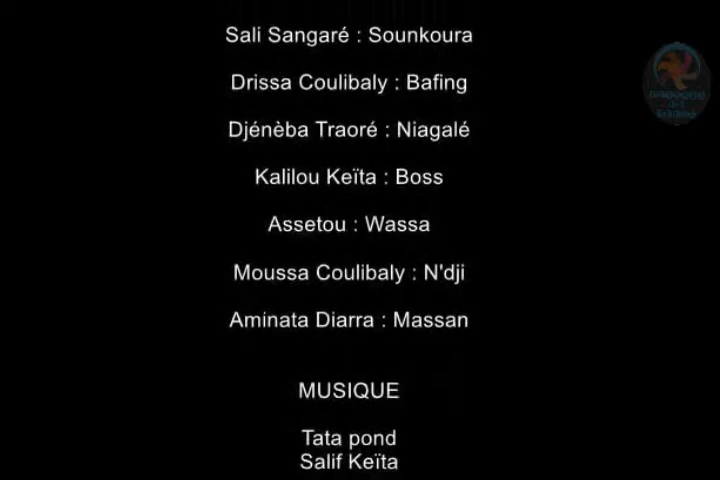 Sali Sangaré : Sounkoura
Drissa Coulibaly : Bafing
Djénèba Traoré : Niagalé
Kalilou Keïta : Boss
Assetou : Wassa
Moussa Coulibaly : N'dji
Aminata Diarra : Massan
MUSIQUE
Tata pond
Salif Keïta